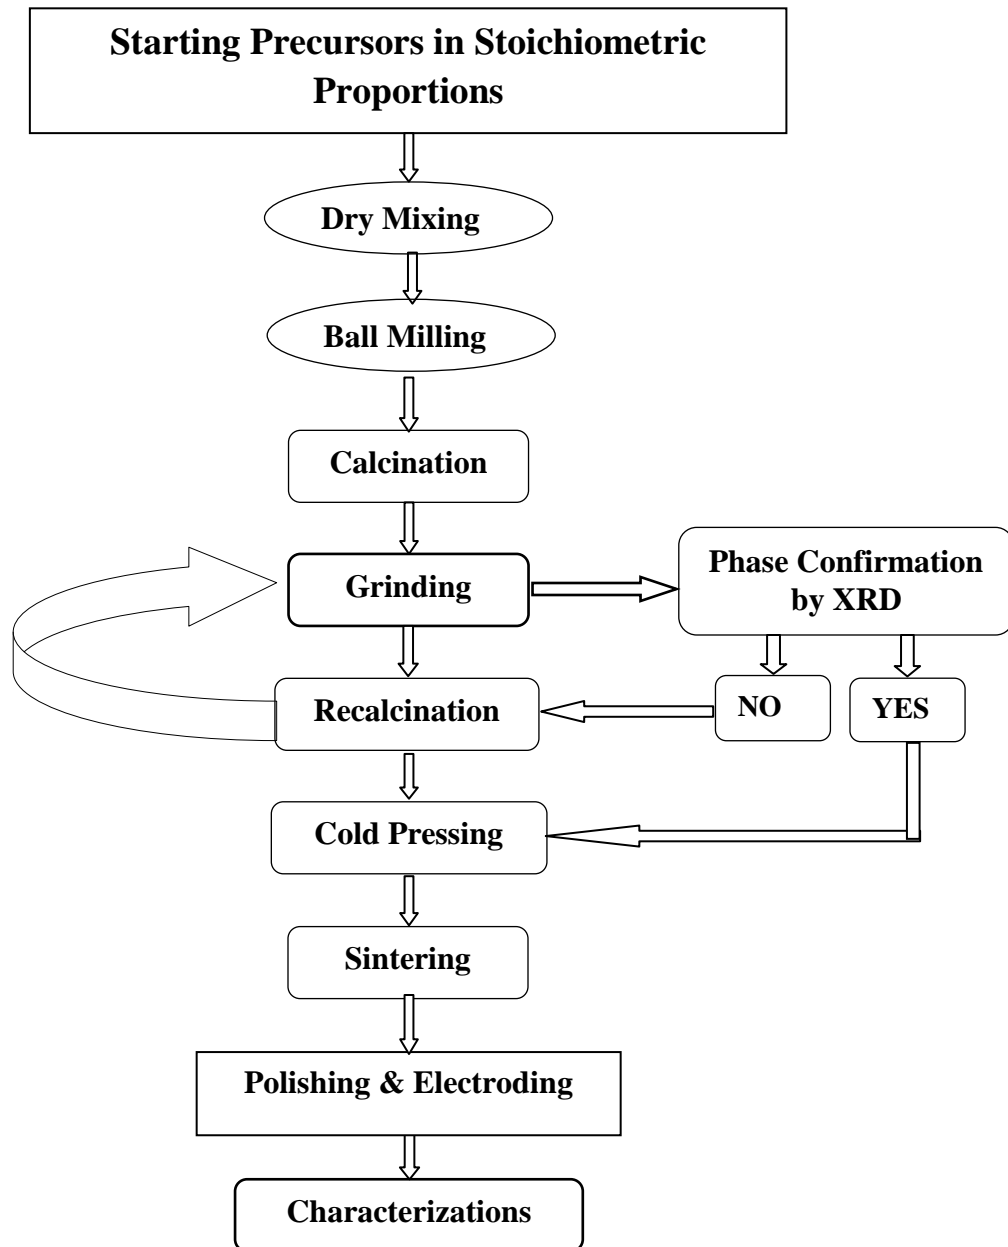 Starting Precursors in Stoichiometric
Proportions
Dry Mixing
Ball Milling
Calcination
Grinding
Phase Confirmation
by XRD
Recalcination
NO
YES
Cold Pressing
Sintering
Polishing & Electroding
Characterizations